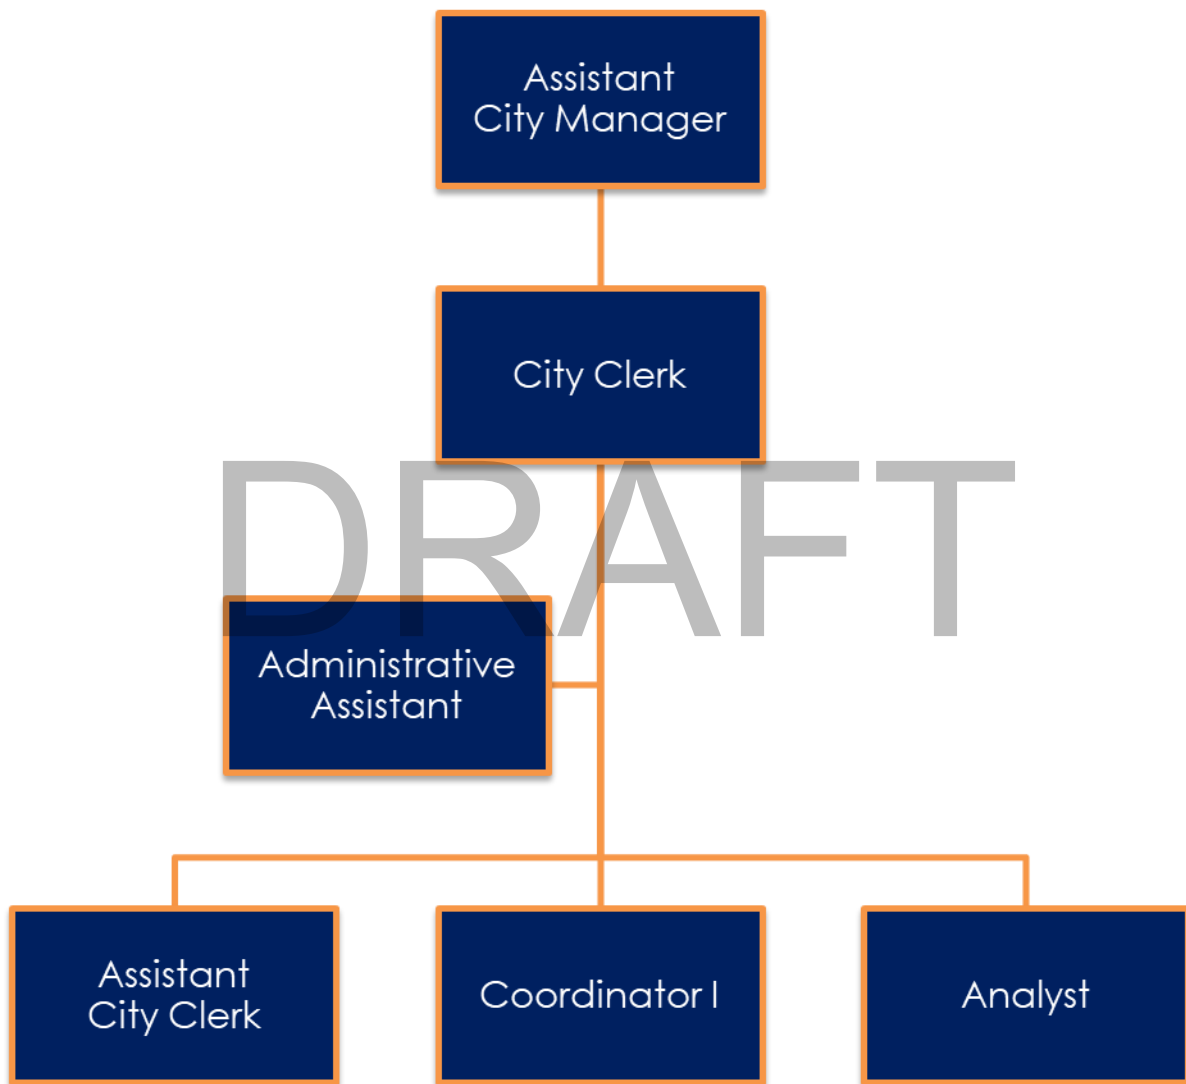 Assistant
City Manager
City Clerk
DRAFT
Administrative
Assistant
Assistant
City Clerk
Coordinator I
Analyst